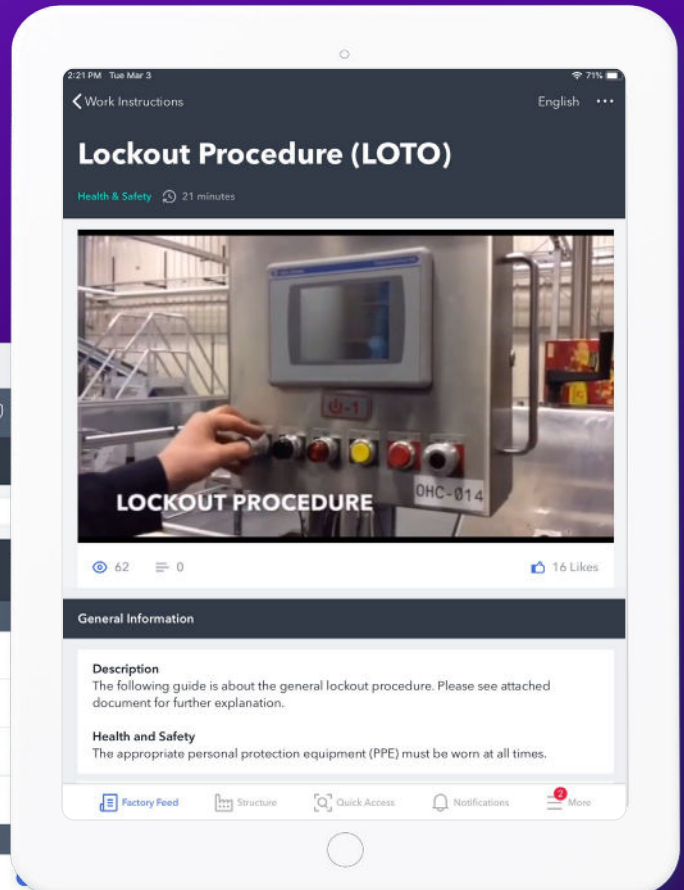 2:21 PM Tue Mar 3
71%
Work Instructions
English
Lockout Procedure (LOTO)
Health & Safety 21 minutes
LOCKOUT PROCEDURE
OHC-014
62
0
16 Likes
General Information
Description
The following guide is about the general lockout procedure. Please see attached
document for further explanation.
Health and Safety
The appropriate personal protection equipment (PPE) must be worn at all times.
Factory Feed
Structure
Quick Access
Notifications
2
More